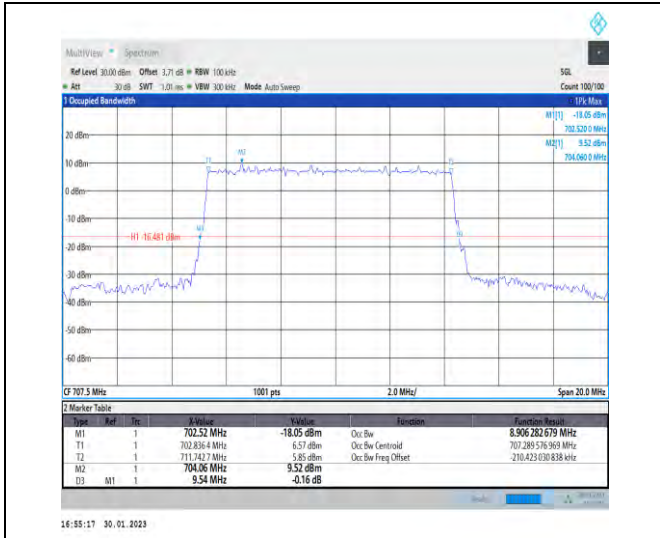 MultiView Spectrum
Ref Level 30.00 dBm Offset 3.71 dB RBW 100 kHz SGL
Att 30 dB SWT 1.01 ms VBW 300 kHz Mode Auto Sweep Count 100/100
1 Occupied Bandwidth 1Pk Max
M1[1] -18.05 dBm
702.520 0 MHz
M2[1] 9.52 dBm
704.060 0 MHz
20 dBm
M2
T1
10 dBm
0 dBm
-10 dBm
M1
H1 -16.481 dBm
-20 dBm
-30 dBm
-40 dBm
-50 dBm
-60 dBm
CF 707.5 MHz 1001 pts 2.0 MHz/ Span 20.0 MHz
2 Marker Table
Type Ref Trc X-Value Y-Value Function Function Result
M1 1 702.52 MHz -18.05 dBm Occ Bw 8.906 282 679 MHz
T1 1 702.836 4 MHz 6.57 dBm Occ Bw Centroid 707.289 576 969 MHz
T2 1 711.742 7 MHz 5.85 dBm Occ Bw Freq Offset -210.423 030 838 kHz
M2 1 704.06 MHz 9.52 dBm
D3 M1 1 9.54 MHz -0.16 dB
16:55:17 30.01.2023